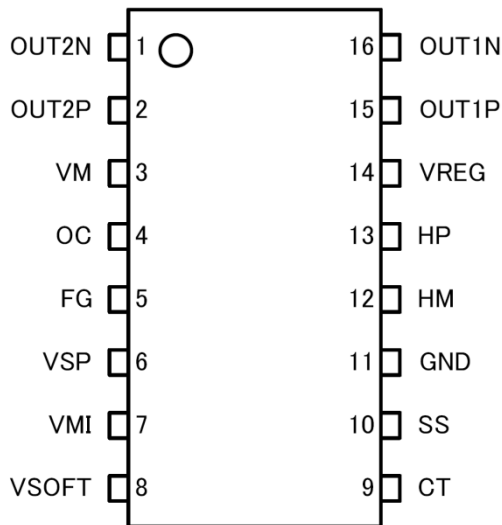 OUT2N 1 16 OUT1N
OUT2P 2 15 OUT1P
VM 3 14 VREG
OC 4 13 HP
FG 5 12 HM
VSP 6 11 GND
VMI 7 10 SS
VSOFT 8 9 CT